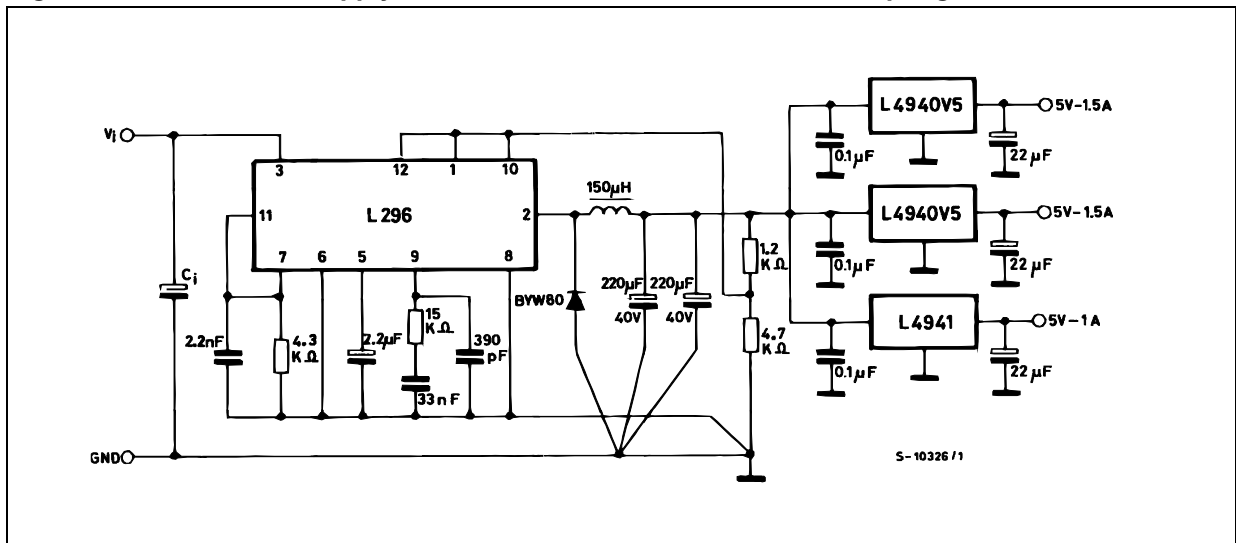 L4940V5
5V-1.5A
0.1µF
22µF
Vi
3
12
1
10
L296
11
2
7
6
5
9
8
150µH
L4940V5
5V-1.5A
0.1µF
22µF
1.2
KΩ
Ci
BYW80
220µF
40V
220µF
40V
4.7
KΩ
L4941
5V-1A
0.1µF
22µF
2.2nF
4.3
KΩ
2.2µF
15
KΩ
33nF
390
pF
GND
S-10326/1